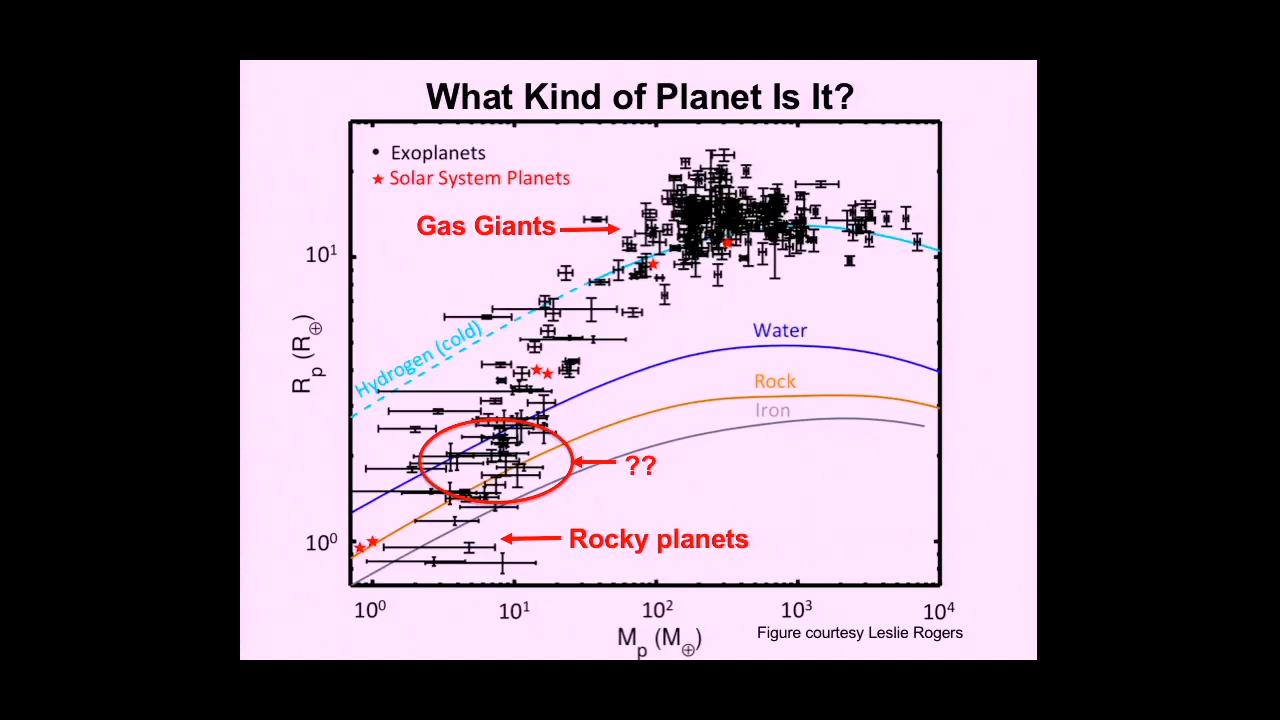 What Kind of Planet Is It?
• Exoplanets
★ Solar System Planets
Gas Giants
10¹
Hydrogen (cold)
Water
Rock
Iron
??
10⁰
Rocky planets
Rₚ (R⊕)
10⁰ 10¹ 10² 10³ 10⁴
Mₚ (M⊕)
Figure courtesy Leslie Rogers